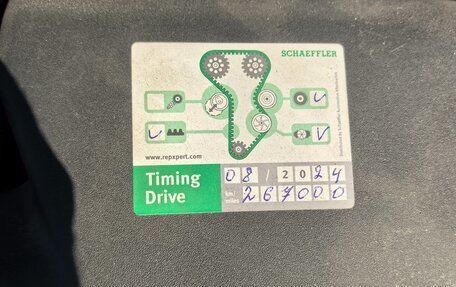 SCHAEFFLER
www.repxpert.com
Timing Drive
08/2024
km/miles 267000